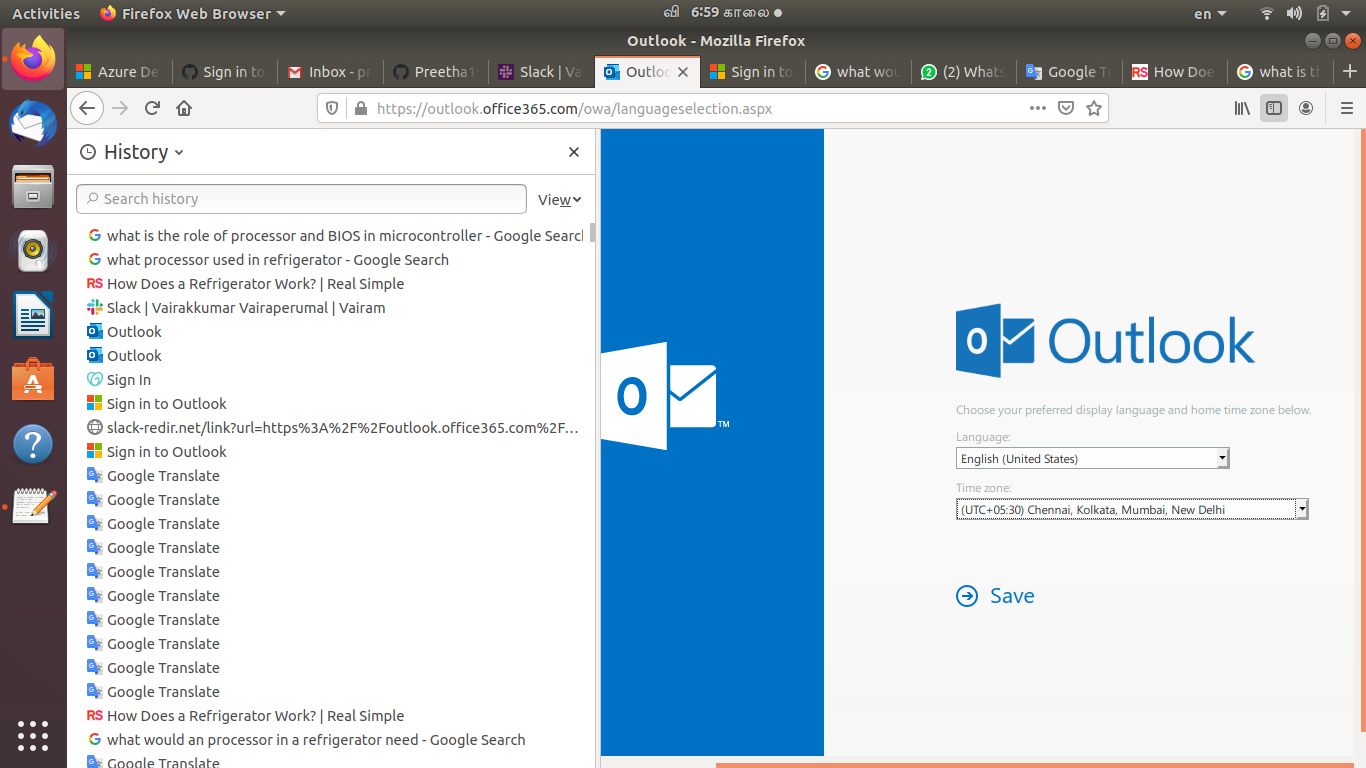 Activities Firefox Web Browser வி 6:59 காலை en
Outlook - Mozilla Firefox
Azure De Sign in to Inbox - pr Preetha1 Slack | Va Outloo Sign in to what wou (2) Whats Google Tr How Doe what is th
https://outlook.office365.com/owa/languageselection.aspx
History
Search history View
what is the role of processor and BIOS in microcontroller - Google Search
what processor used in refrigerator - Google Search
How Does a Refrigerator Work? | Real Simple
Slack | Vairakkumar Vairaperumal | Vairam
Outlook
Outlook
Sign In
Sign in to Outlook
slack-redir.net/link?url=https%3A%2F%2Foutlook.office365.com%2F…
Sign in to Outlook
Google Translate
Google Translate
Google Translate
Google Translate
Google Translate
Google Translate
Google Translate
Google Translate
Google Translate
Google Translate
How Does a Refrigerator Work? | Real Simple
what would an processor in a refrigerator need - Google Search
Google Translate
TM
Outlook
Choose your preferred display language and home time zone below.
Language:
English (United States)
Time zone:
(UTC+05:30) Chennai, Kolkata, Mumbai, New Delhi
Save